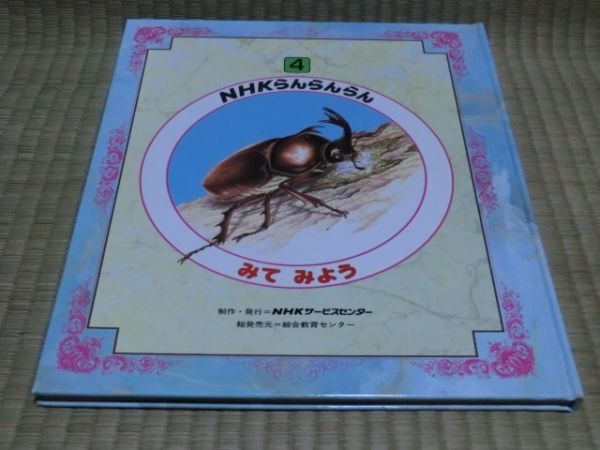 4
NHKらんらんらん
みて みよう
制作・発行=NHKサービスセンター
総発売元=綜合教育センター